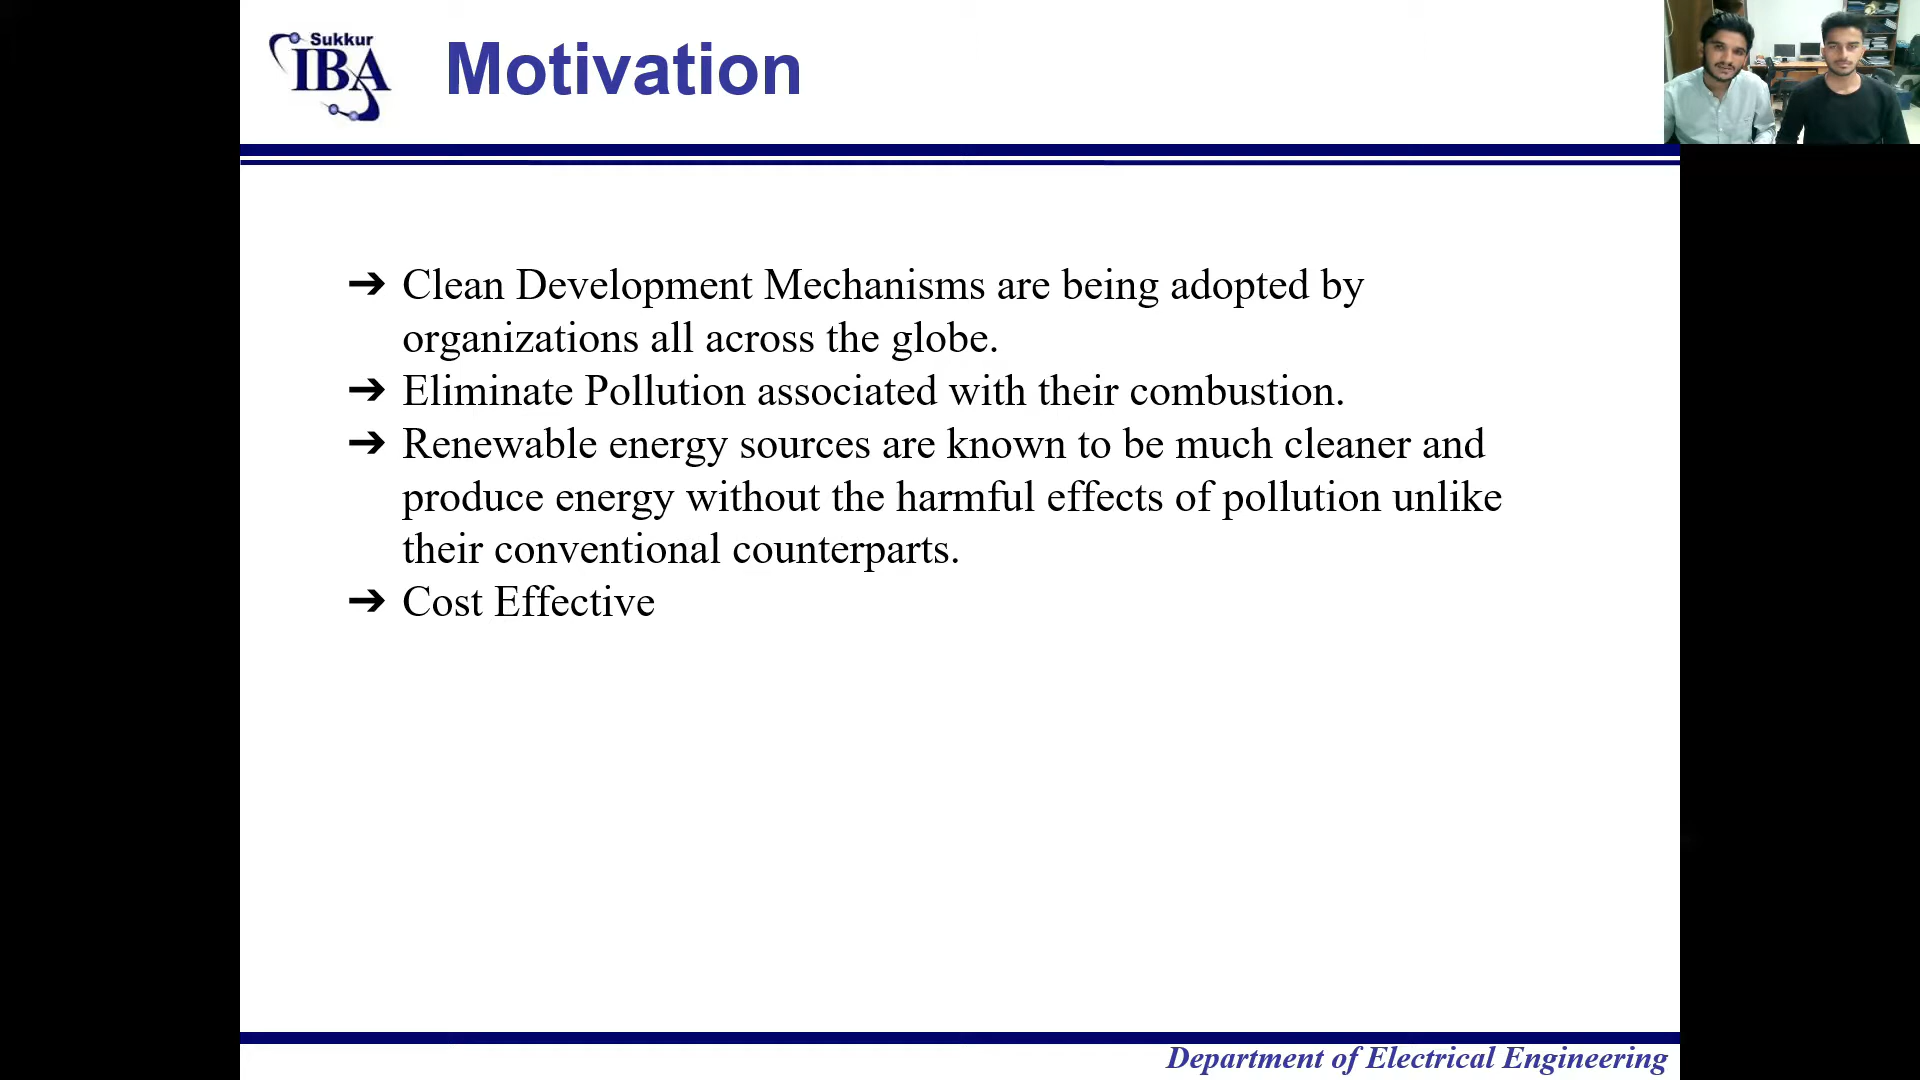 Sukkur
IBA
Motivation
➔ Clean Development Mechanisms are being adopted by
organizations all across the globe.
➔ Eliminate Pollution associated with their combustion.
➔ Renewable energy sources are known to be much cleaner and
produce energy without the harmful effects of pollution unlike
their conventional counterparts.
➔ Cost Effective
Department of Electrical Engineering